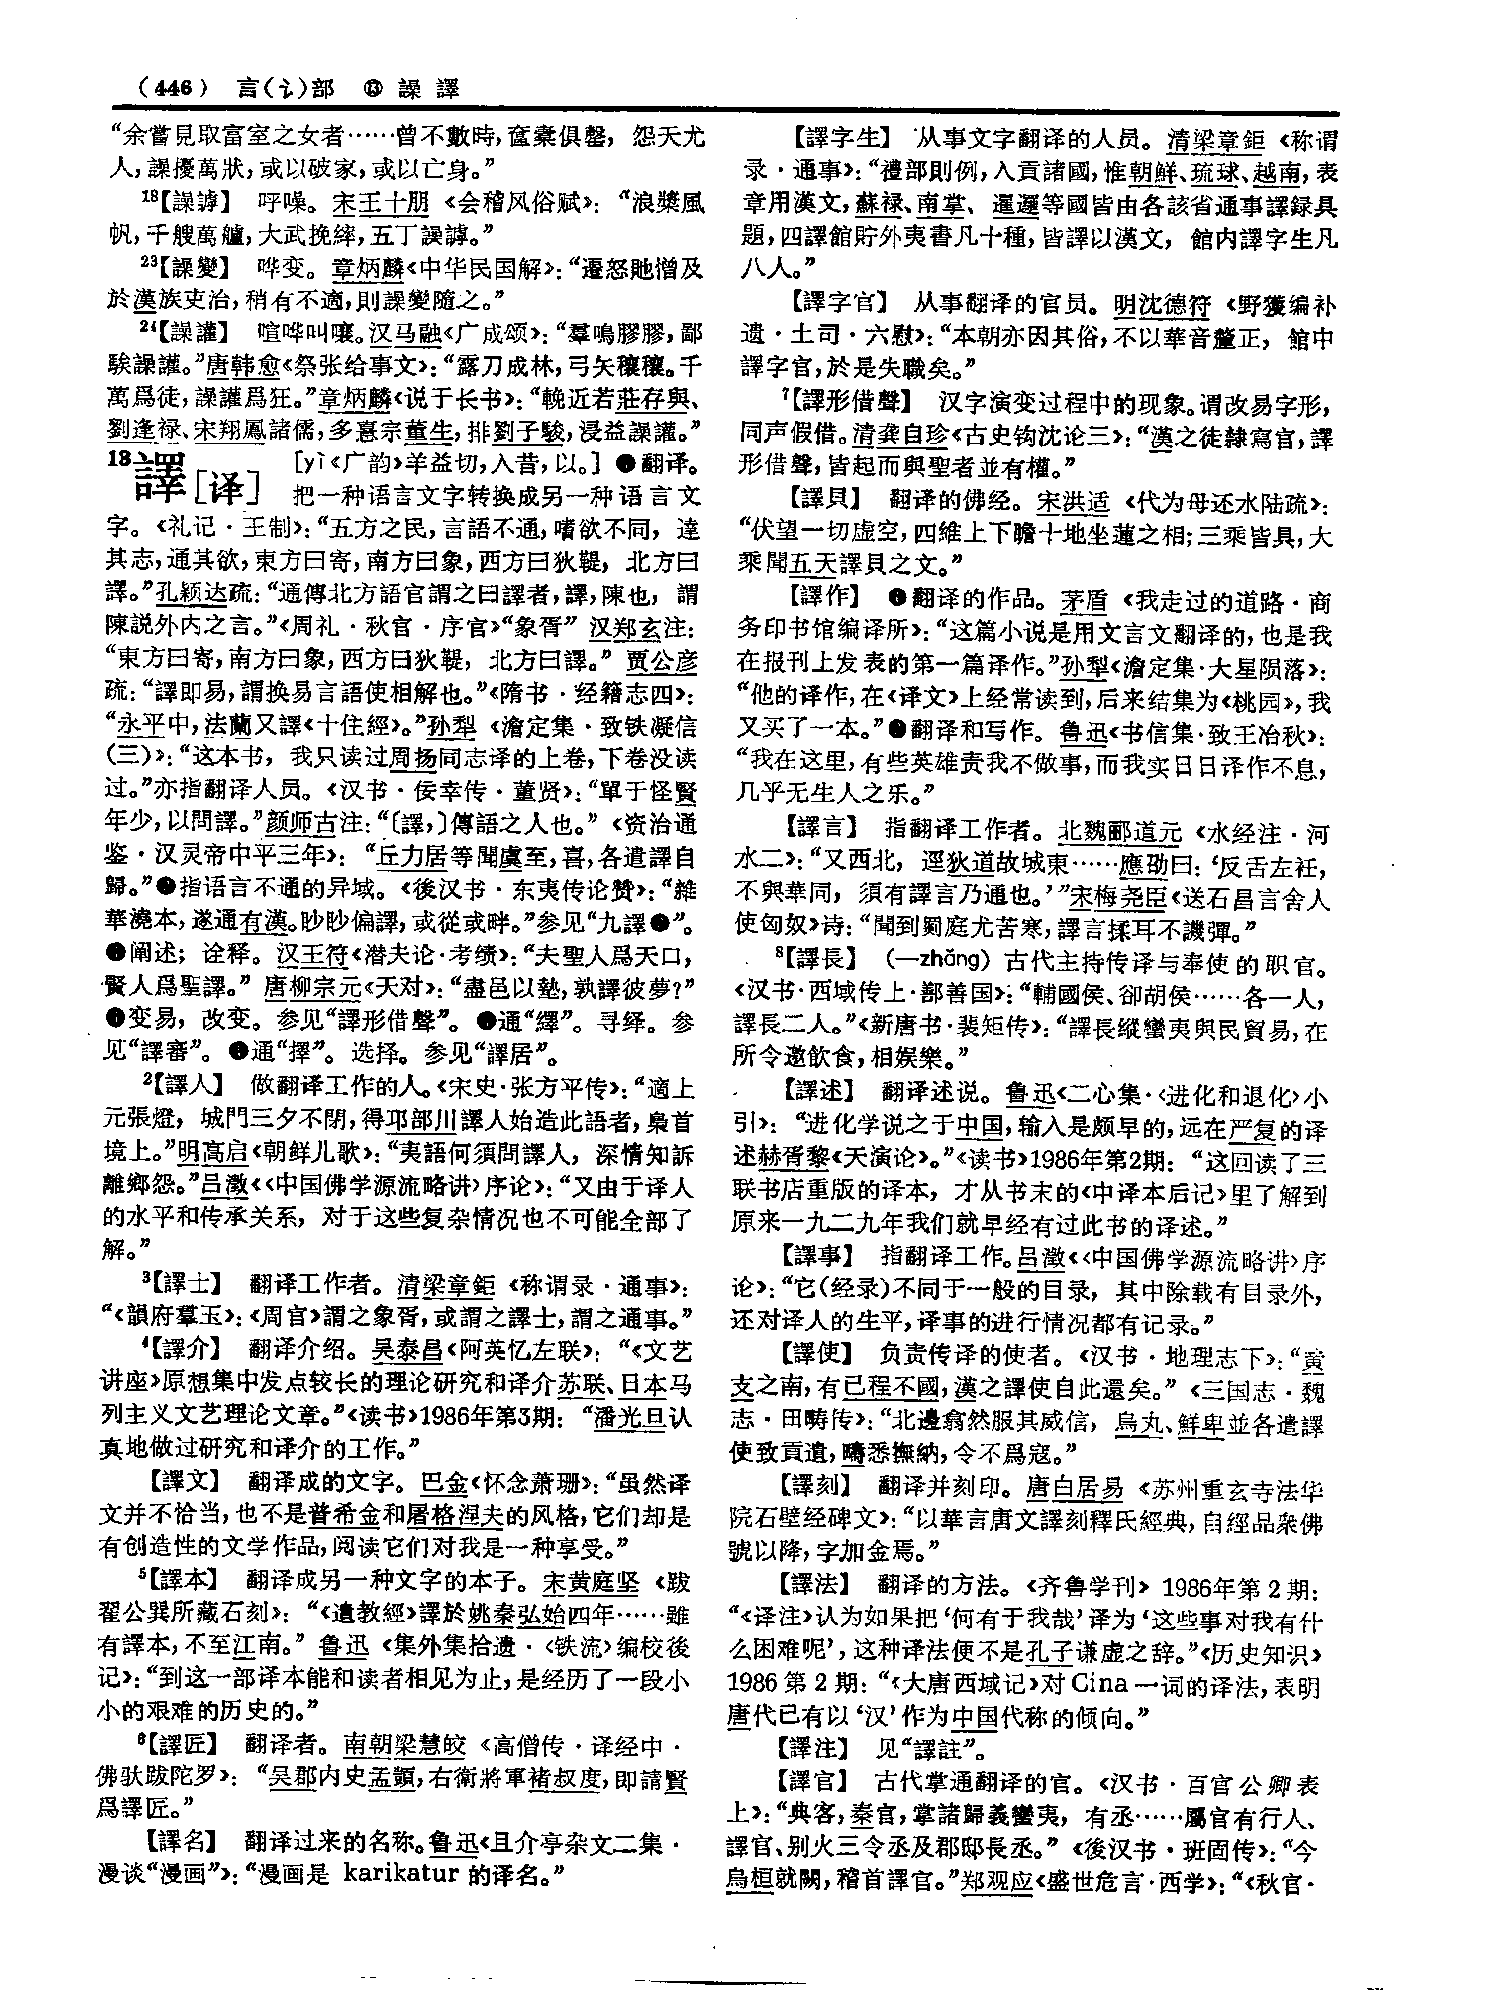 (446) 言(讠)部 ⓭ 譟 譯
“余嘗見取富室之女者……曾不數時，奩橐俱罄，怨天尤
人，譟擾萬狀，或以破家，或以亡身。”
18【譟謼】 呼噪。宋王十朋《会稽风俗赋》：“浪槳風
帆，千艘萬艫，大武挽繂，五丁譟謼。”
23【譟變】 哗变。章炳麟《中华民国解》：“遷怒貤憎及
於漢族吏治，稍有不適，則譟變隨之。”
24【譟讙】 喧哗叫嚷。汉马融《广成颂》：“羣鳴膠膠，鄙
騃譟讙。”唐韩愈《祭张给事文》：“露刀成林，弓矢穰穰。千
萬爲徒，譟讙爲狂。”章炳麟《说于长书》：“輓近若莊存與、
劉逢禄、宋翔鳳諸儒，多憙宗董生，排劉子駿，浸益譟讙。”
13譯[译] [yì《广韵》羊益切，入昔，以。] ❶翻译。
把一种语言文字转换成另一种语言文
字。《礼记·王制》：“五方之民，言語不通，嗜欲不同，達
其志，通其欲，東方曰寄，南方曰象，西方曰狄鞮，北方曰
譯。”孔颖达疏：“通傳北方語官謂之曰譯者，譯，陳也，謂
陳説外内之言。”《周礼·秋官·序官》“象胥” 汉郑玄注：
“東方曰寄，南方曰象，西方曰狄鞮，北方曰譯。” 贾公彦
疏：“譯即易，謂换易言語使相解也。”《隋书·经籍志四》：
“永平中，法蘭又譯《十住經》。”孙犁《澹定集·致铁凝信
（三）》：“这本书，我只读过周扬同志译的上卷，下卷没读
过。”亦指翻译人员。《汉书·佞幸传·董贤》：“單于怪賢
年少，以問譯。”颜师古注：“〔譯，〕傳語之人也。”《资治通
鉴·汉灵帝中平三年》：“丘力居等聞虞至，喜，各遣譯自
歸。”❷指语言不通的异域。《後汉书·东夷传论赞》：“雜
華澆本，遂通有漢。眇眇偏譯，或從或畔。”参见“九譯❷”。
❸阐述；诠释。汉王符《潜夫论·考绩》：“夫聖人爲天口，
賢人爲聖譯。” 唐柳宗元《天对》：“盡邑以墊，孰譯彼夢？”
❹变易，改变。参见“譯形借聲”。❺通“繹”。寻绎。参
见“譯審”。❻通“擇”。选择。参见“譯居”。
2【譯人】 做翻译工作的人。《宋史·张方平传》：“適上
元張燈，城門三夕不閉，得邛部川譯人始造此語者，梟首
境上。”明高启《朝鲜儿歌》：“夷語何須問譯人，深情知訴
離鄉怨。”吕澂《〈中国佛学源流略讲〉序论》：“又由于译人
的水平和传承关系，对于这些复杂情况也不可能全部了
解。”
3【譯士】 翻译工作者。清梁章鉅《称谓录·通事》：
“《韻府羣玉》：《周官》謂之象胥，或謂之譯士，謂之通事。”
4【譯介】 翻译介绍。吴泰昌《阿英忆左联》：“《文艺
讲座》原想集中发点较长的理论研究和译介苏联、日本马
列主义文艺理论文章。”《读书》1986年第3期：“潘光旦认
真地做过研究和译介的工作。”
【譯文】 翻译成的文字。巴金《怀念萧珊》：“虽然译
文并不恰当，也不是普希金和屠格涅夫的风格，它们却是
有创造性的文学作品，阅读它们对我是一种享受。”
5【譯本】 翻译成另一种文字的本子。宋黄庭坚《跋
翟公巽所藏石刻》：“《遺教經》譯於姚秦弘始四年……雖
有譯本，不至江南。” 鲁迅《集外集拾遗·〈铁流〉编校後
记》：“到这一部译本能和读者相见为止，是经历了一段小
小的艰难的历史的。”
6【譯匠】 翻译者。南朝梁慧皎《高僧传·译经中·
佛驮跋陀罗》：“吴郡内史孟顗，右衛將軍褚叔度，即請賢
爲譯匠。”
【譯名】 翻译过来的名称。鲁迅《且介亭杂文二集·
漫谈“漫画”》：“漫画是 karikatur 的译名。”
【譯字生】 从事文字翻译的人员。清梁章鉅《称谓
录·通事》：“禮部則例，入貢諸國，惟朝鮮、琉球、越南，表
章用漢文，蘇禄、南掌、暹邏等國皆由各該省通事譯録具
題，四譯館貯外夷書凡十種，皆譯以漢文，館内譯字生凡
八人。”
【譯字官】 从事翻译的官员。明沈德符《野獲编补
遗·土司·六慰》：“本朝亦因其俗，不以華音釐正，館中
譯字官，於是失職矣。”
7【譯形借聲】 汉字演变过程中的现象。谓改易字形，
同声假借。清龚自珍《古史钩沈论三》：“漢之徒隸寫官，譯
形借聲，皆起而與聖者並有權。”
【譯貝】 翻译的佛经。宋洪适《代为母还水陆疏》：
“伏望一切虚空，四維上下瞻十地坐蓮之相；三乘皆具，大
乘聞五天譯貝之文。”
【譯作】 ❶翻译的作品。茅盾《我走过的道路·商
务印书馆编译所》：“这篇小说是用文言文翻译的，也是我
在报刊上发表的第一篇译作。”孙犁《澹定集·大星陨落》：
“他的译作，在《译文》上经常读到，后来结集为《桃园》，我
又买了一本。”❷翻译和写作。鲁迅《书信集·致王冶秋》：
“我在这里，有些英雄责我不做事，而我实日日译作不息，
几乎无生人之乐。”
【譯言】 指翻译工作者。北魏郦道元《水经注·河
水二》：“又西北，逕狄道故城東……應劭曰：‘反舌左衽，
不與華同，須有譯言乃通也。’”宋梅尧臣《送石昌言舍人
使匈奴》诗：“聞到罽庭尤苦寒，譯言揉耳不譏彈。”
8【譯長】 （—zhǎng）古代主持传译与奉使的职官。
《汉书·西域传上·鄯善国》：“輔國侯、卻胡侯……各一人，
譯長二人。”《新唐书·裴矩传》：“譯長縱蠻夷與民貿易，在
所令邀飲食，相娱樂。”
【譯述】 翻译述说。鲁迅《二心集·〈进化和退化〉小
引》：“进化学说之于中国，输入是颇早的，远在严复的译
述赫胥黎《天演论》。”《读书》1986年第2期：“这回读了三
联书店重版的译本，才从书末的《中译本后记》里了解到
原来一九二九年我们就早经有过此书的译述。”
【譯事】 指翻译工作。吕澂《〈中国佛学源流略讲〉序
论》：“它（经录）不同于一般的目录，其中除载有目录外，
还对译人的生平，译事的进行情况都有记录。”
【譯使】 负责传译的使者。《汉书·地理志下》：“黄
支之南，有已程不國，漢之譯使自此還矣。”《三国志·魏
志·田畴传》：“北邊翕然服其威信，烏丸、鮮卑並各遣譯
使致貢遺，疇悉撫納，令不爲寇。”
【譯刻】 翻译并刻印。唐白居易《苏州重玄寺法华
院石壁经碑文》：“以華言唐文譯刻釋氏經典，自經品衆佛
號以降，字加金焉。”
【譯法】 翻译的方法。《齐鲁学刊》1986年第2期：
“《译注》认为如果把‘何有于我哉’译为‘这些事对我有什
么困难呢’，这种译法便不是孔子谦虚之辞。”《历史知识》
1986第2期：“《大唐西域记》对Cina一词的译法，表明
唐代已有以‘汉’作为中国代称的倾向。”
【譯注】 见“譯註”。
【譯官】 古代掌通翻译的官。《汉书·百官公卿表
上》：“典客，秦官，掌諸歸義蠻夷，有丞……屬官有行人、
譯官、别火三令丞及郡邸長丞。”《後汉书·班固传》：“今
烏桓就闕，稽首譯官。”郑观应《盛世危言·西学》：“《秋官·